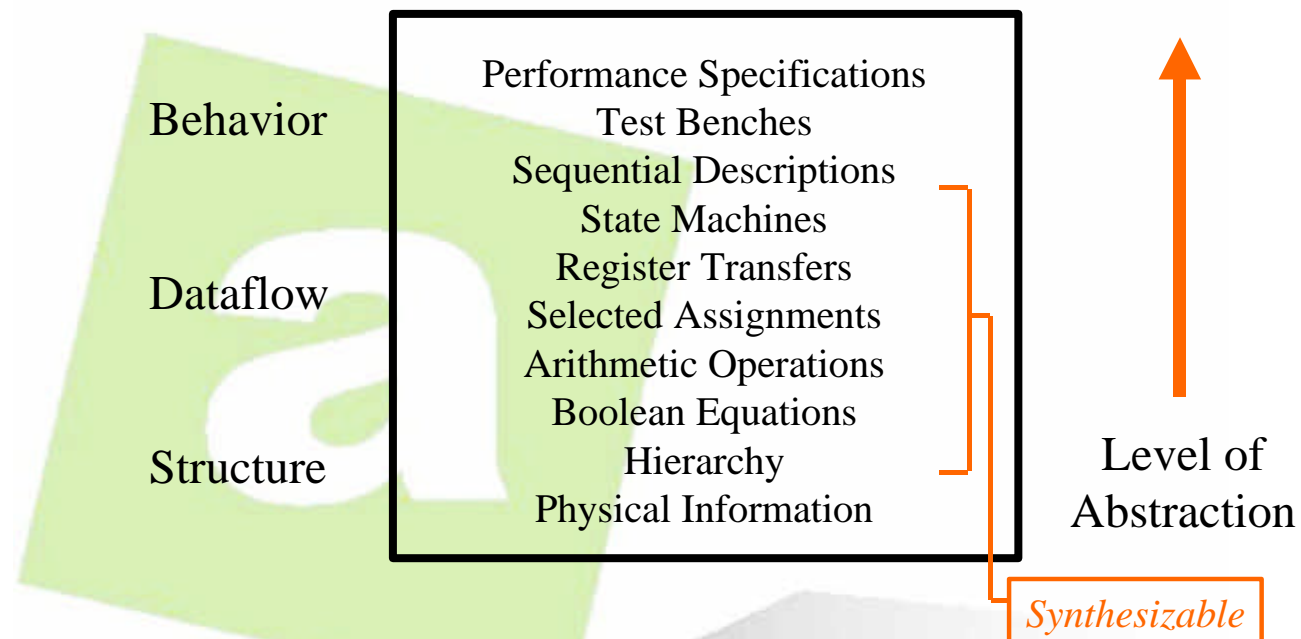 Behavior
Dataflow
Structure
Performance Specifications
Test Benches
Sequential Descriptions
State Machines
Register Transfers
Selected Assignments
Arithmetic Operations
Boolean Equations
Hierarchy
Physical Information
Level of
Abstraction
Synthesizable
a